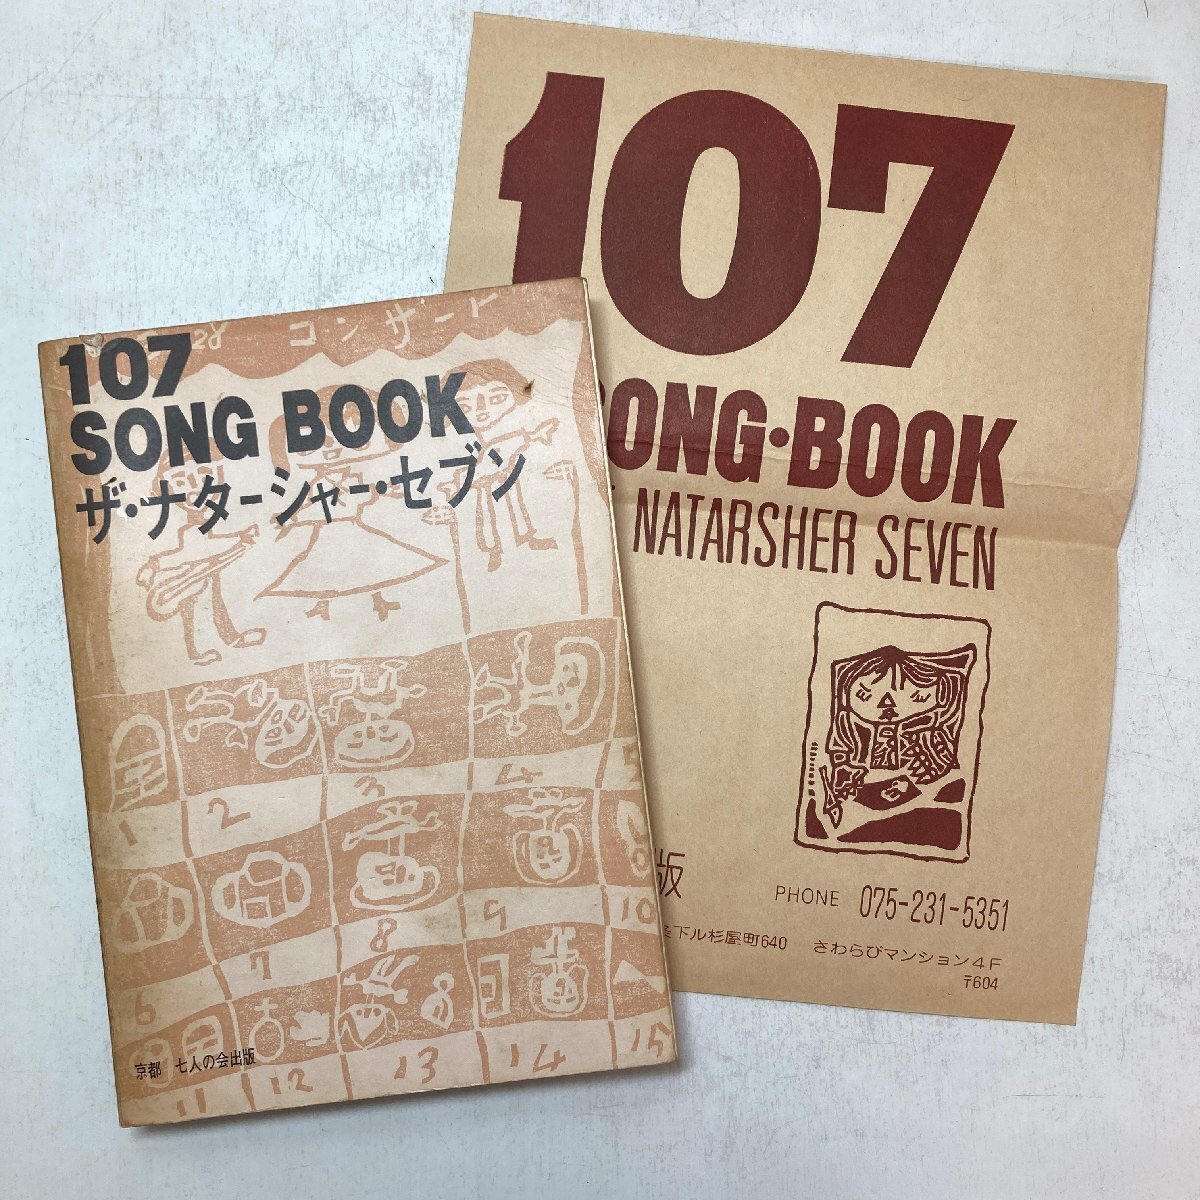 コンサート
107
SONG BOOK
ザ・ナターシャー・セブン
1
2
3
4
5
6
7
8
9
10
11
12
13
14
15
京都 七人の会出版
107
SONG・BOOK
NATARSHER SEVEN
版
PHONE 075-231-5351
下ル杉屋町640 さわらびマンション4F
〒604